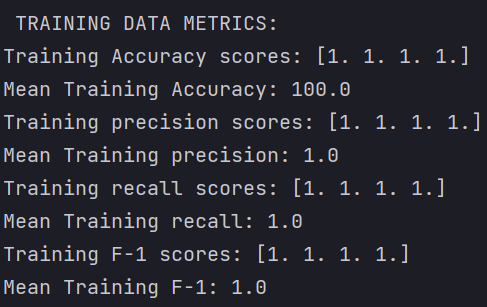 TRAINING DATA METRICS:
Training Accuracy scores: [1. 1. 1. 1.]
Mean Training Accuracy: 100.0
Training precision scores: [1. 1. 1. 1.]
Mean Training precision: 1.0
Training recall scores: [1. 1. 1. 1.]
Mean Training recall: 1.0
Training F-1 scores: [1. 1. 1. 1.]
Mean Training F-1: 1.0